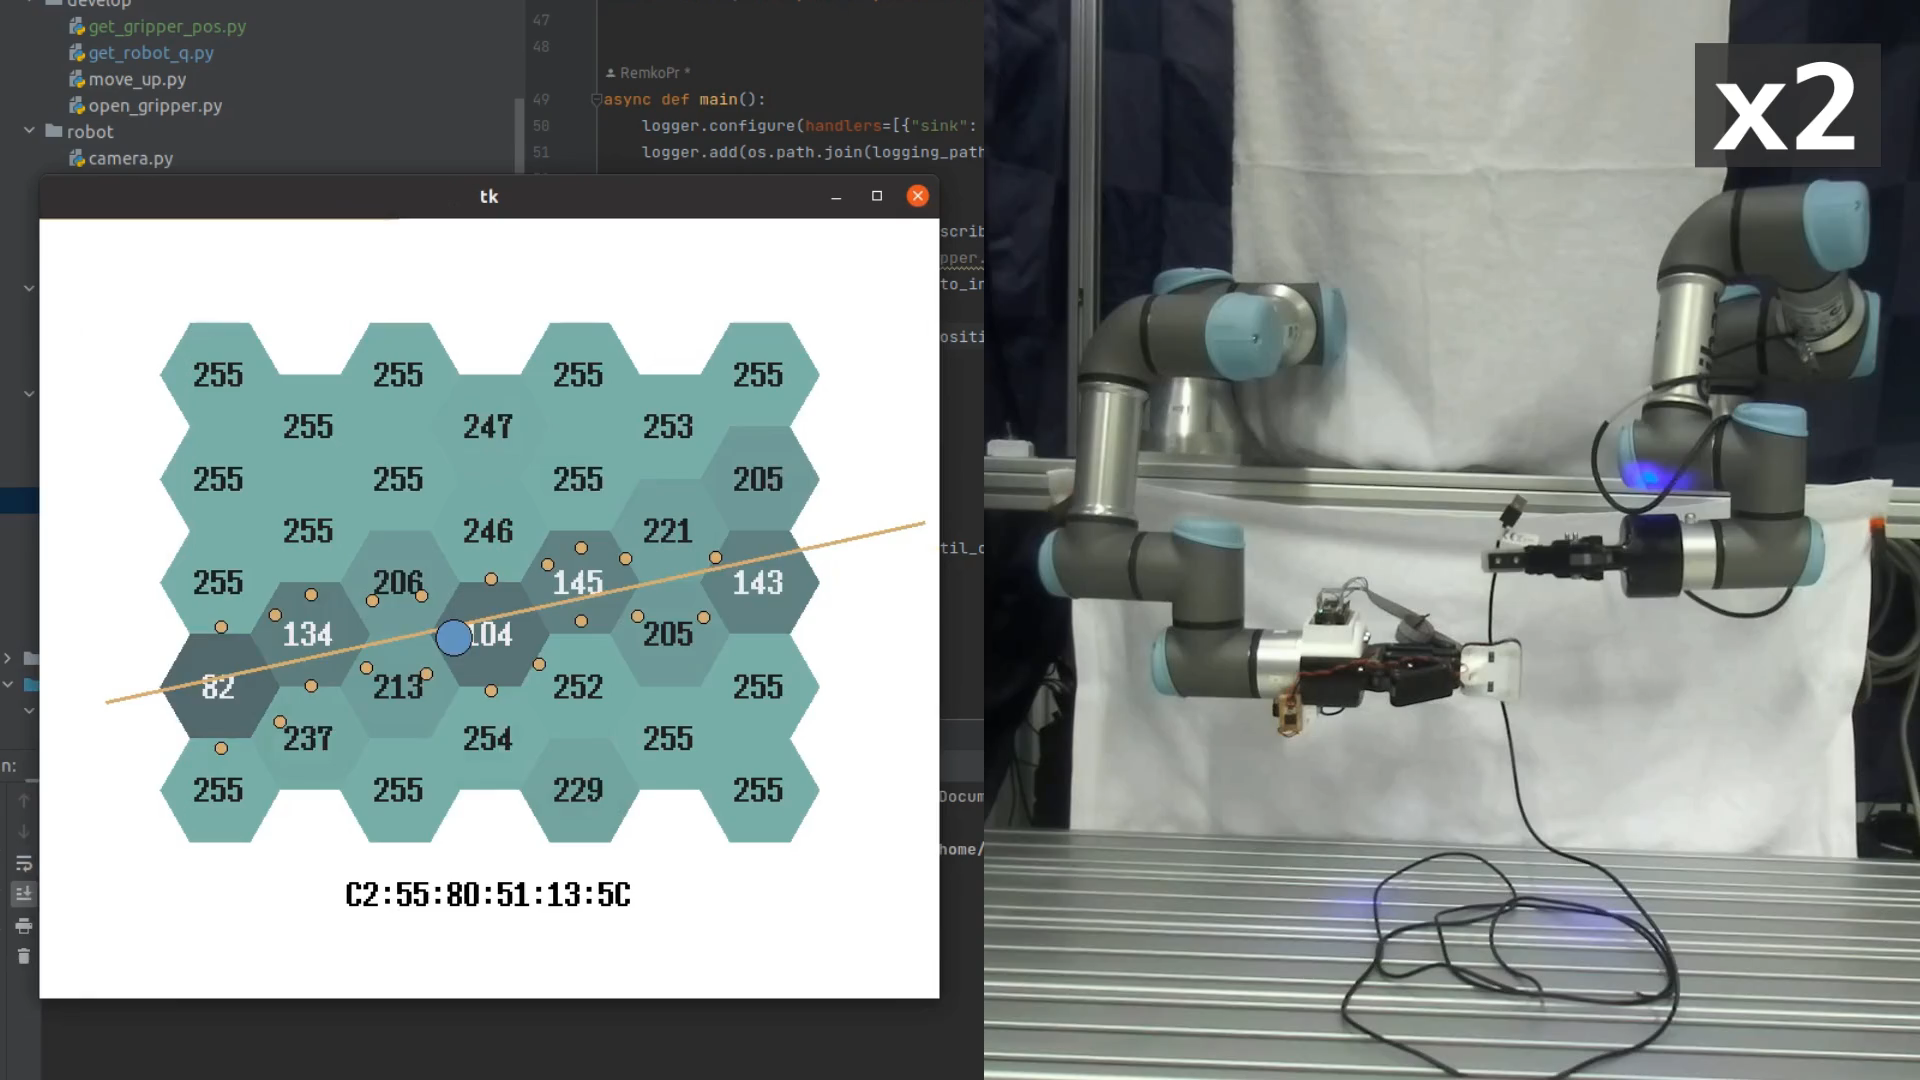 develop
get_gripper_pos.py
get_robot_q.py
move_up.py
open_gripper.py
robot
camera.py
47
48
RemkoPr *
49 async def main():
50 logger.configure(handlers=[{"sink":
51 logger.add(os.path.join(logging_path
tk
255 255 255 255
255 247 253
255 255 255 205
255 246 221
255 206 145 143
134 104 205
82 213 252 255
237 254 255
255 255 229 255
C2:55:80:51:13:5C
n:
home/
x2